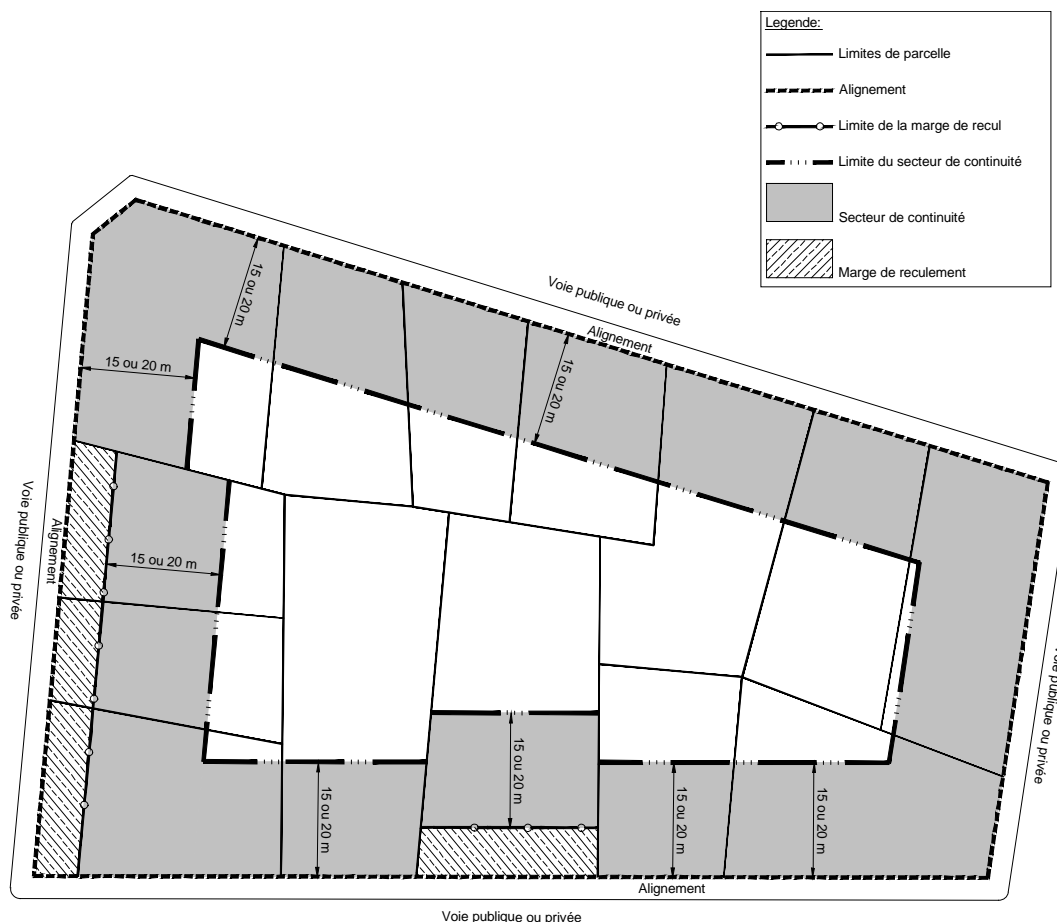 Legende:
Limites de parcelle
Alignement
Limite de la marge de recul
Limite du secteur de continuité
Secteur de continuité
Marge de reculement
Voie publique ou privée
Alignement
15 ou 20 m
15 ou 20 m
15 ou 20 m
Voie publique ou privée
Alignement
15 ou 20 m
15 ou 20 m
15 ou 20 m
15 ou 20 m
15 ou 20 m
Voie publique ou privée
Alignement
Voie publique ou privée